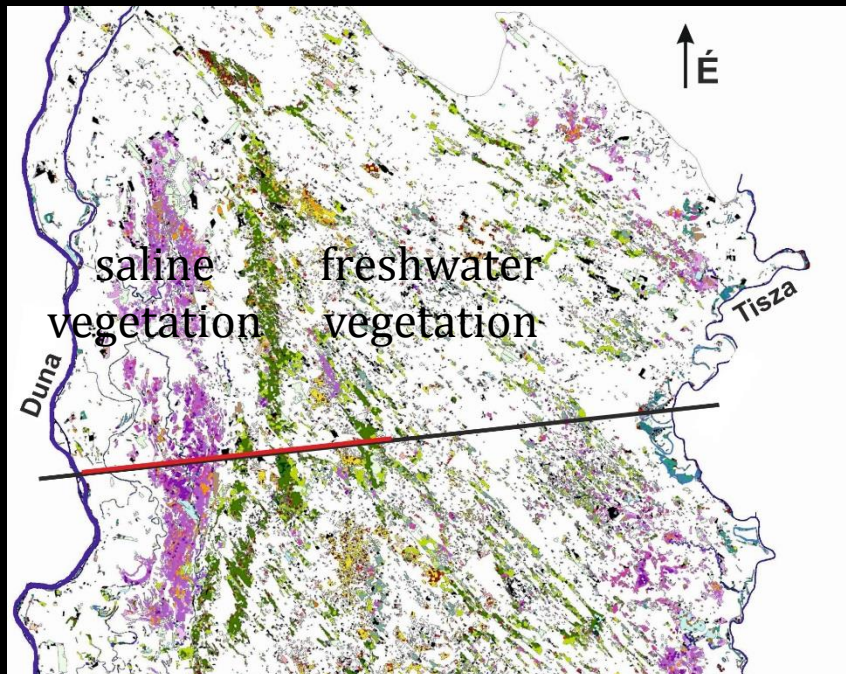 É
saline
vegetation
freshwater
vegetation
Duna
Tisza